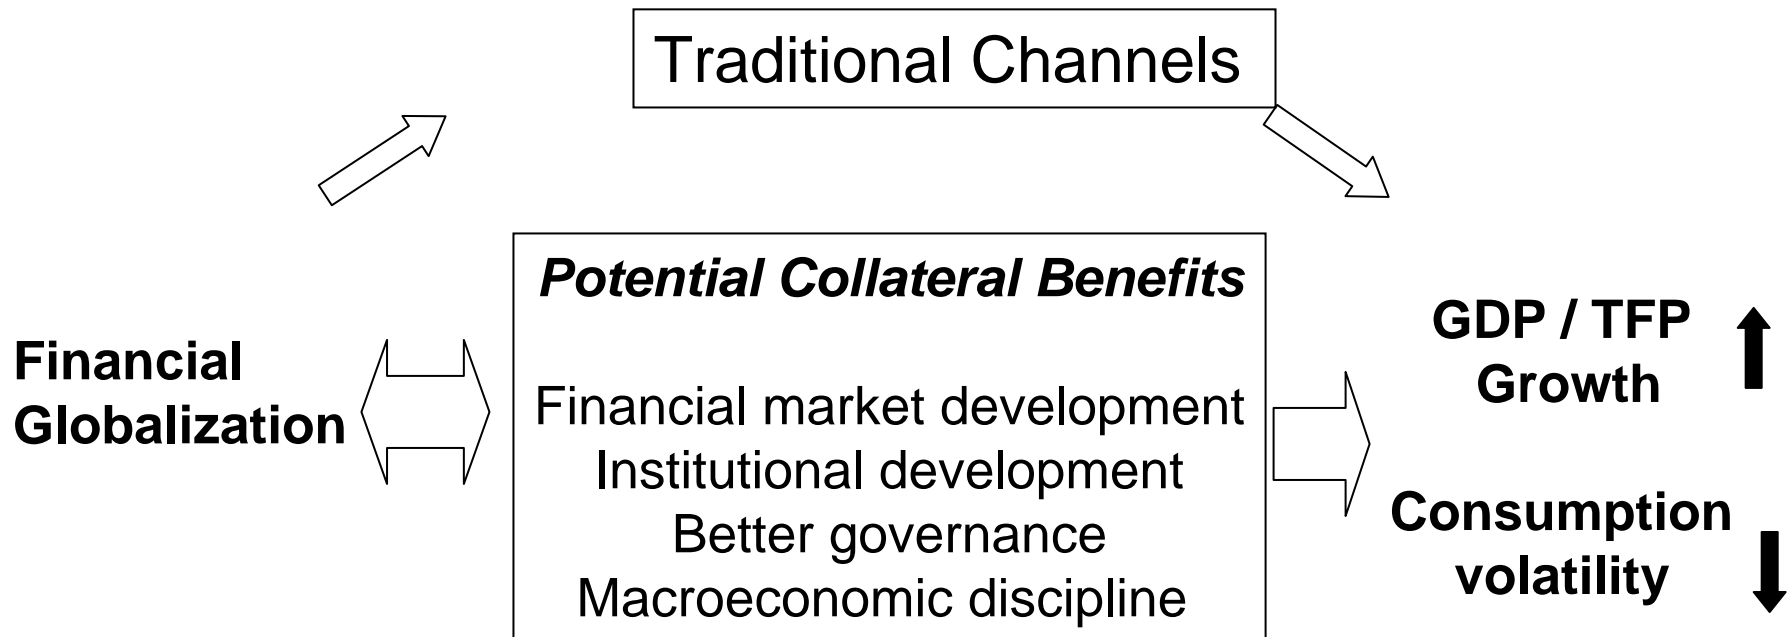 Traditional Channels
Potential Collateral Benefits
Financial market development
Institutional development
Better governance
Macroeconomic discipline
Financial
Globalization
GDP / TFP
Growth
Consumption
volatility